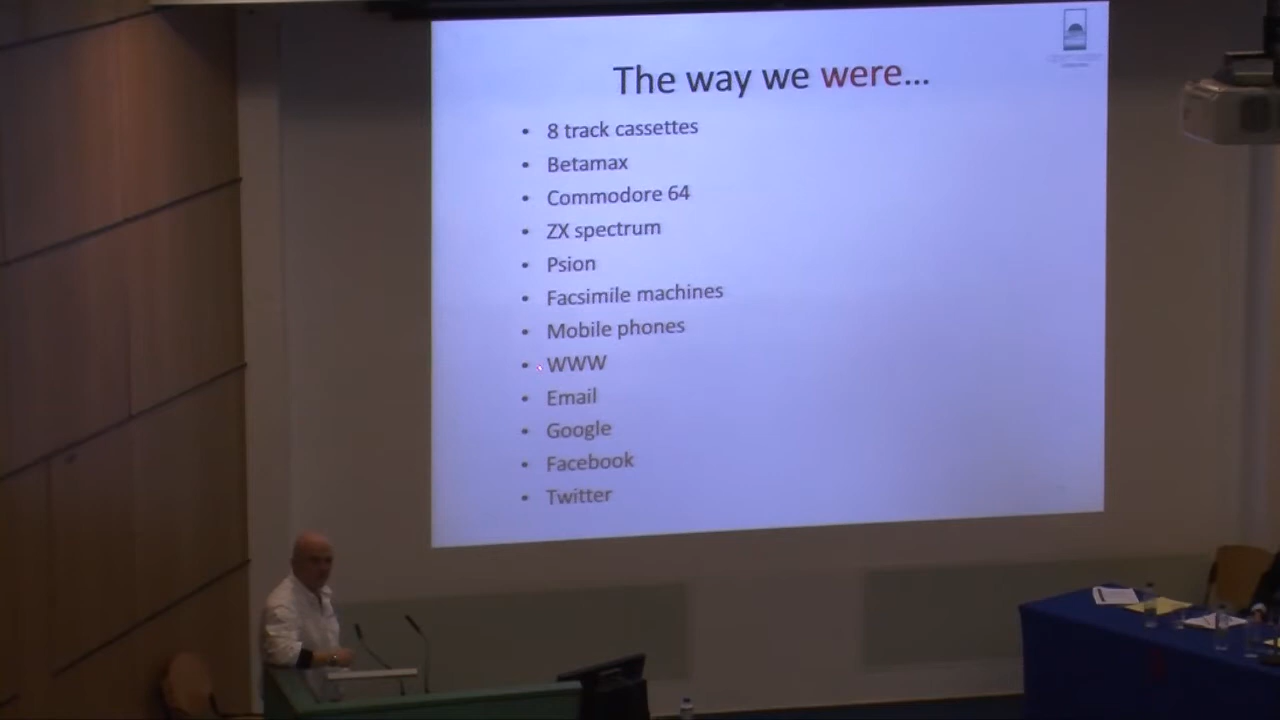 The way we were...
• 8 track cassettes
• Betamax
• Commodore 64
• ZX spectrum
• Psion
• Facsimile machines
• Mobile phones
• WWW
• Email
• Google
• Facebook
• Twitter